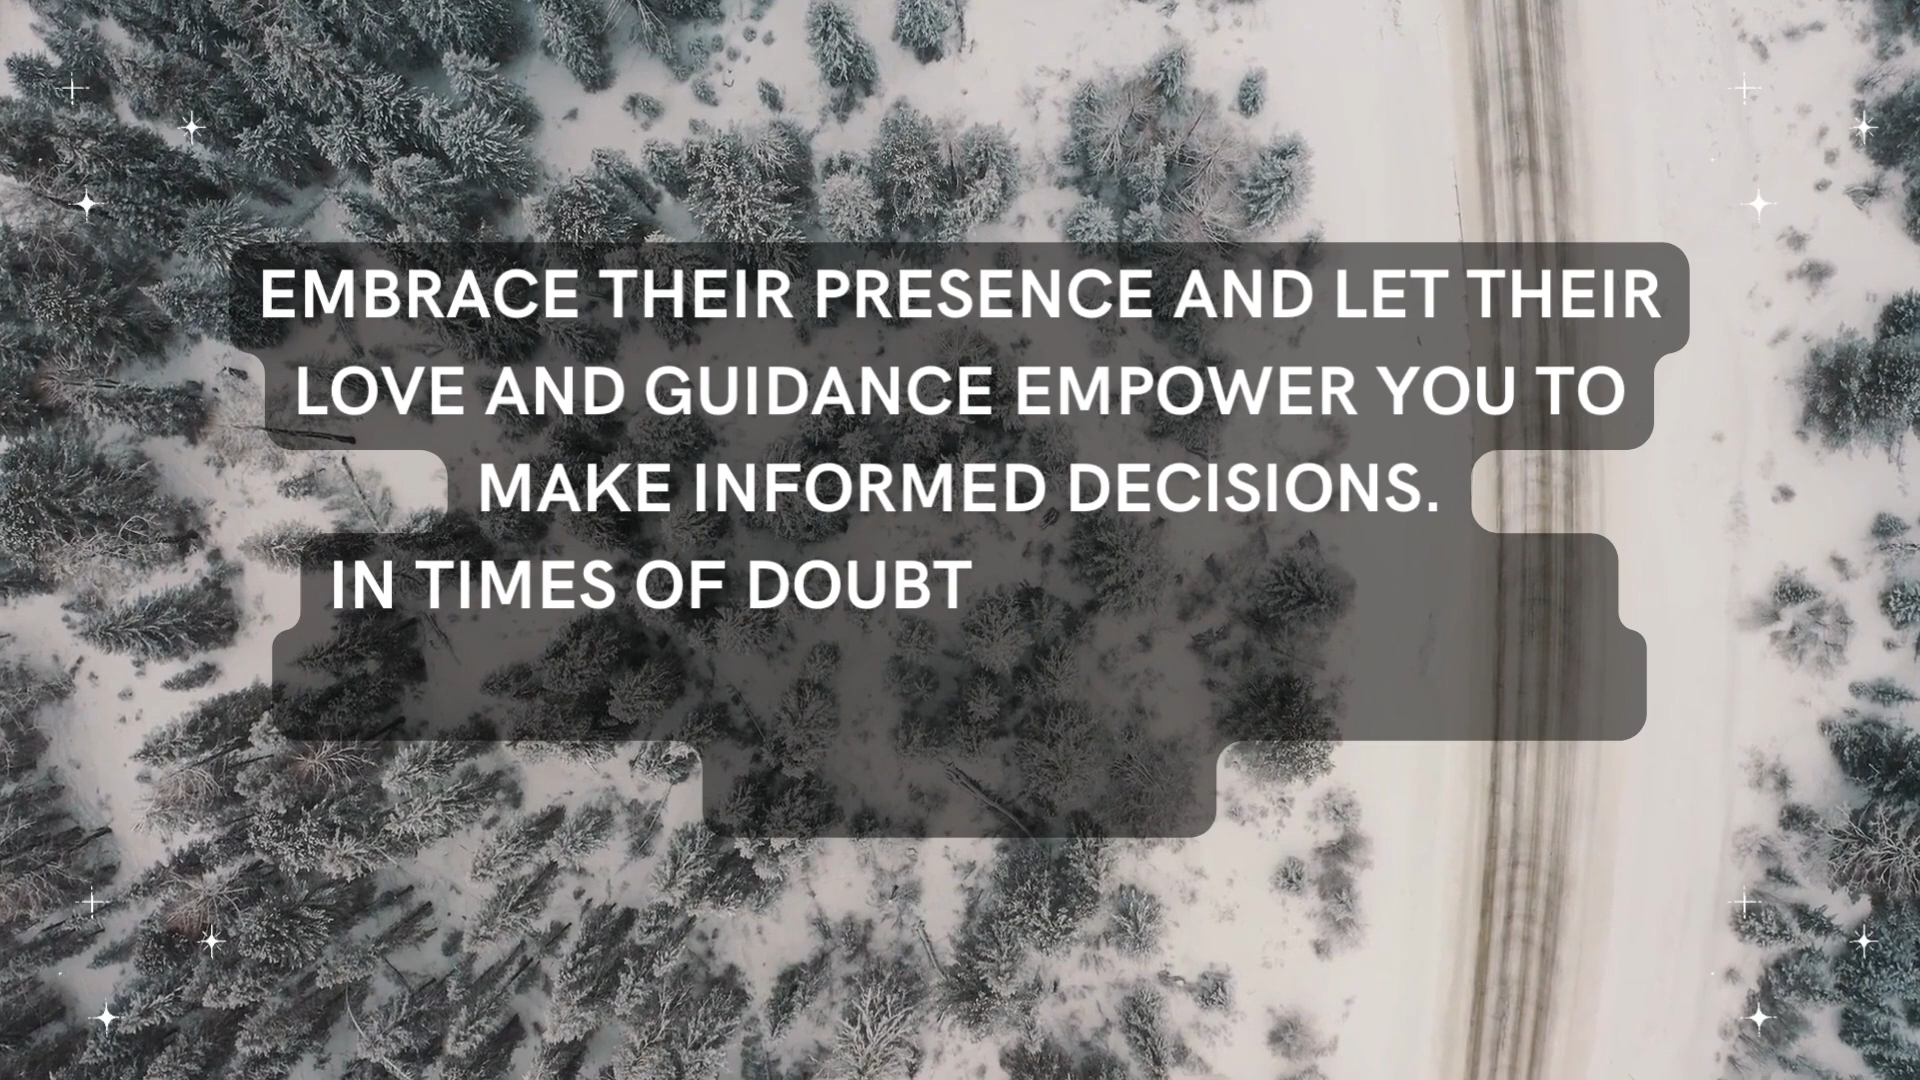 EMBRACE THEIR PRESENCE AND LET THEIR
LOVE AND GUIDANCE EMPOWER YOU TO
MAKE INFORMED DECISIONS.
IN TIMES OF DOUBT